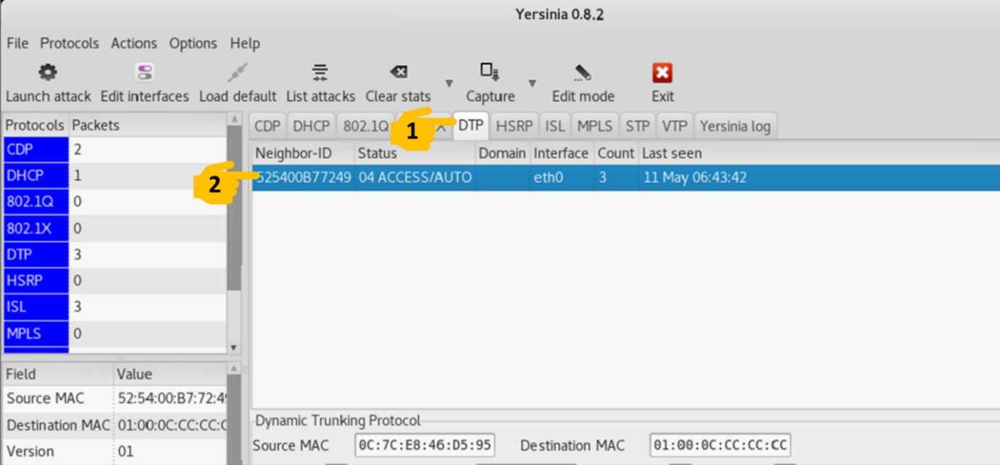 Yersinia 0.8.2
File Protocols Actions Options Help
Launch attack Edit interfaces Load default List attacks Clear stats Capture Edit mode Exit
Protocols Packets
CDP 2
DHCP 1
802.1Q 0
802.1X 0
DTP 3
HSRP 0
ISL 3
MPLS 0
CDP DHCP 802.1Q X DTP HSRP ISL MPLS STP VTP Yersinia log
1
Neighbor-ID Status Domain Interface Count Last seen
2
525400B77249 04 ACCESS/AUTO eth0 3 11 May 06:43:42
Field Value
Source MAC 52:54:00:B7:72:49
Destination MAC 01:00:0C:CC:CC:C
Version 01
Dynamic Trunking Protocol
Source MAC 0C:7C:E8:46:D5:95 Destination MAC 01:00:0C:CC:CC:CC